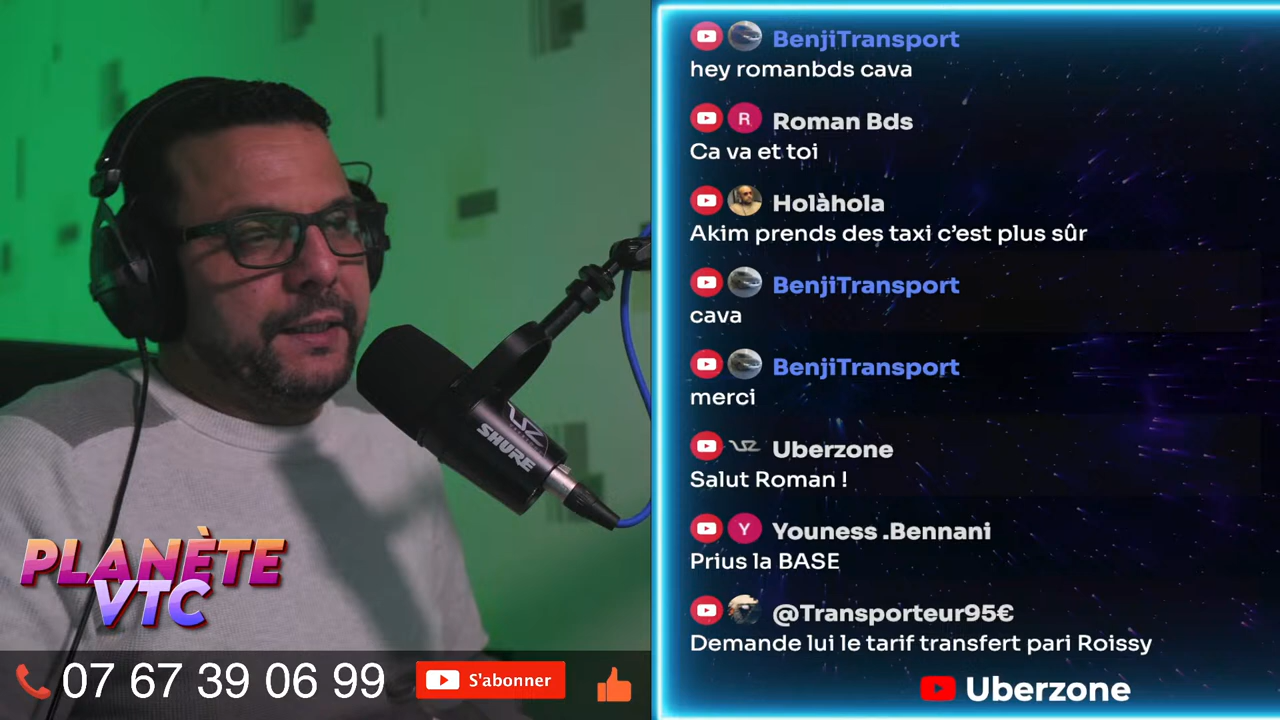 BenjiTransport
hey romanbds cava
R
Roman Bds
Ca va et toi
Holàhola
Akim prends des taxi c’est plus sûr
BenjiTransport
cava
BenjiTransport
merci
Uberzone
Salut Roman !
Y
Youness .Bennani
Prius la BASE
@Transporteur95€
Demande lui le tarif transfert pari Roissy
Uberzone
SHURE
PLANÈTE
VTC
07 67 39 06 99
S'abonner